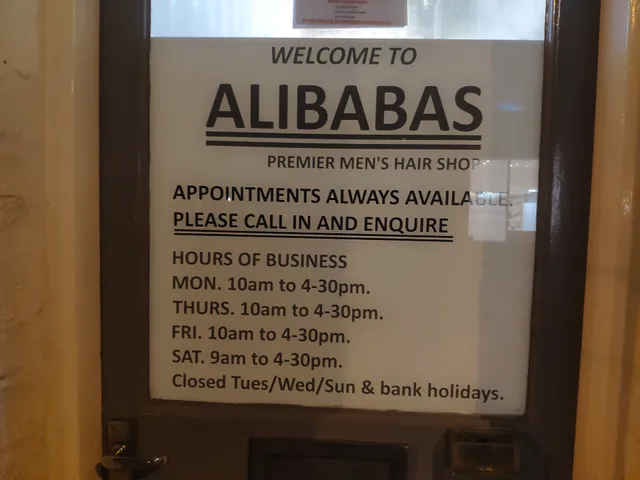 WELCOME TO
ALIBABAS
PREMIER MEN'S HAIR SHOP
APPOINTMENTS ALWAYS AVAILABLE.
PLEASE CALL IN AND ENQUIRE
HOURS OF BUSINESS
MON. 10am to 4-30pm.
THURS. 10am to 4-30pm.
FRI. 10am to 4-30pm.
SAT. 9am to 4-30pm.
Closed Tues/Wed/Sun & bank holidays.